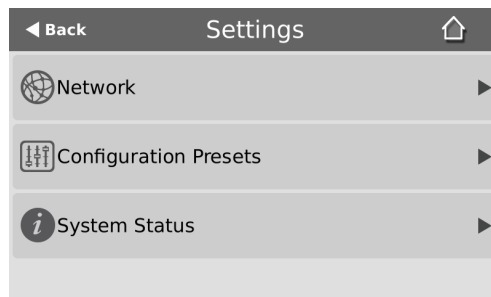 Back
Settings
Network
Configuration Presets
System Status